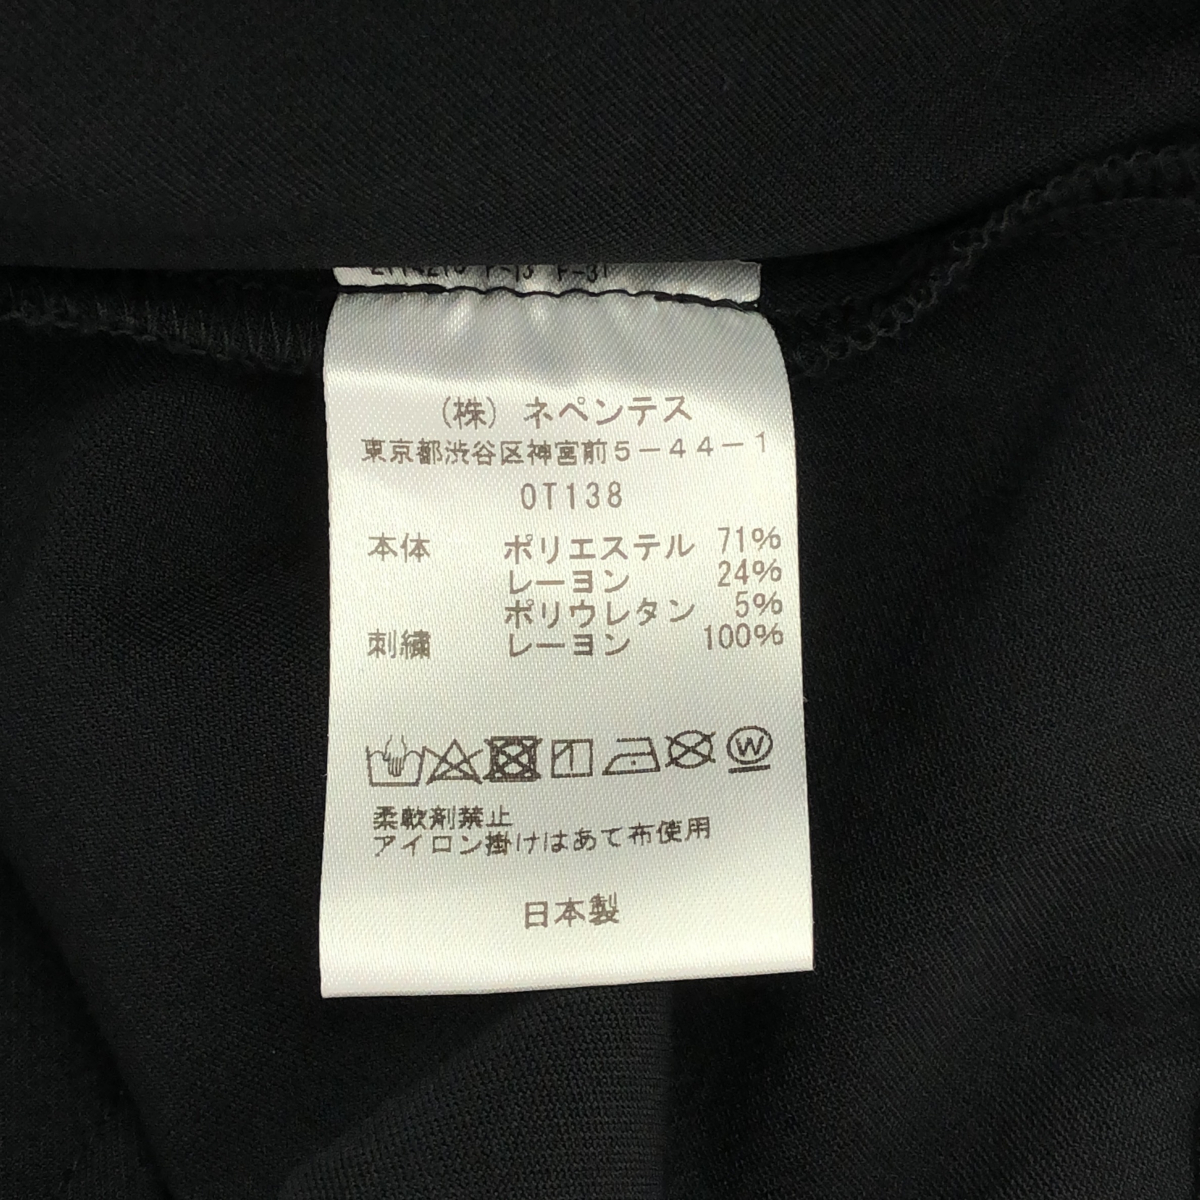 (株) ネペンテス
東京都渋谷区神宮前5-44-1
OT138
本体 ポリエステル 71%
レーヨン 24%
ポリウレタン 5%
刺繍 レーヨン 100%
W
柔軟剤禁止
アイロン掛けはあて布使用
日本製